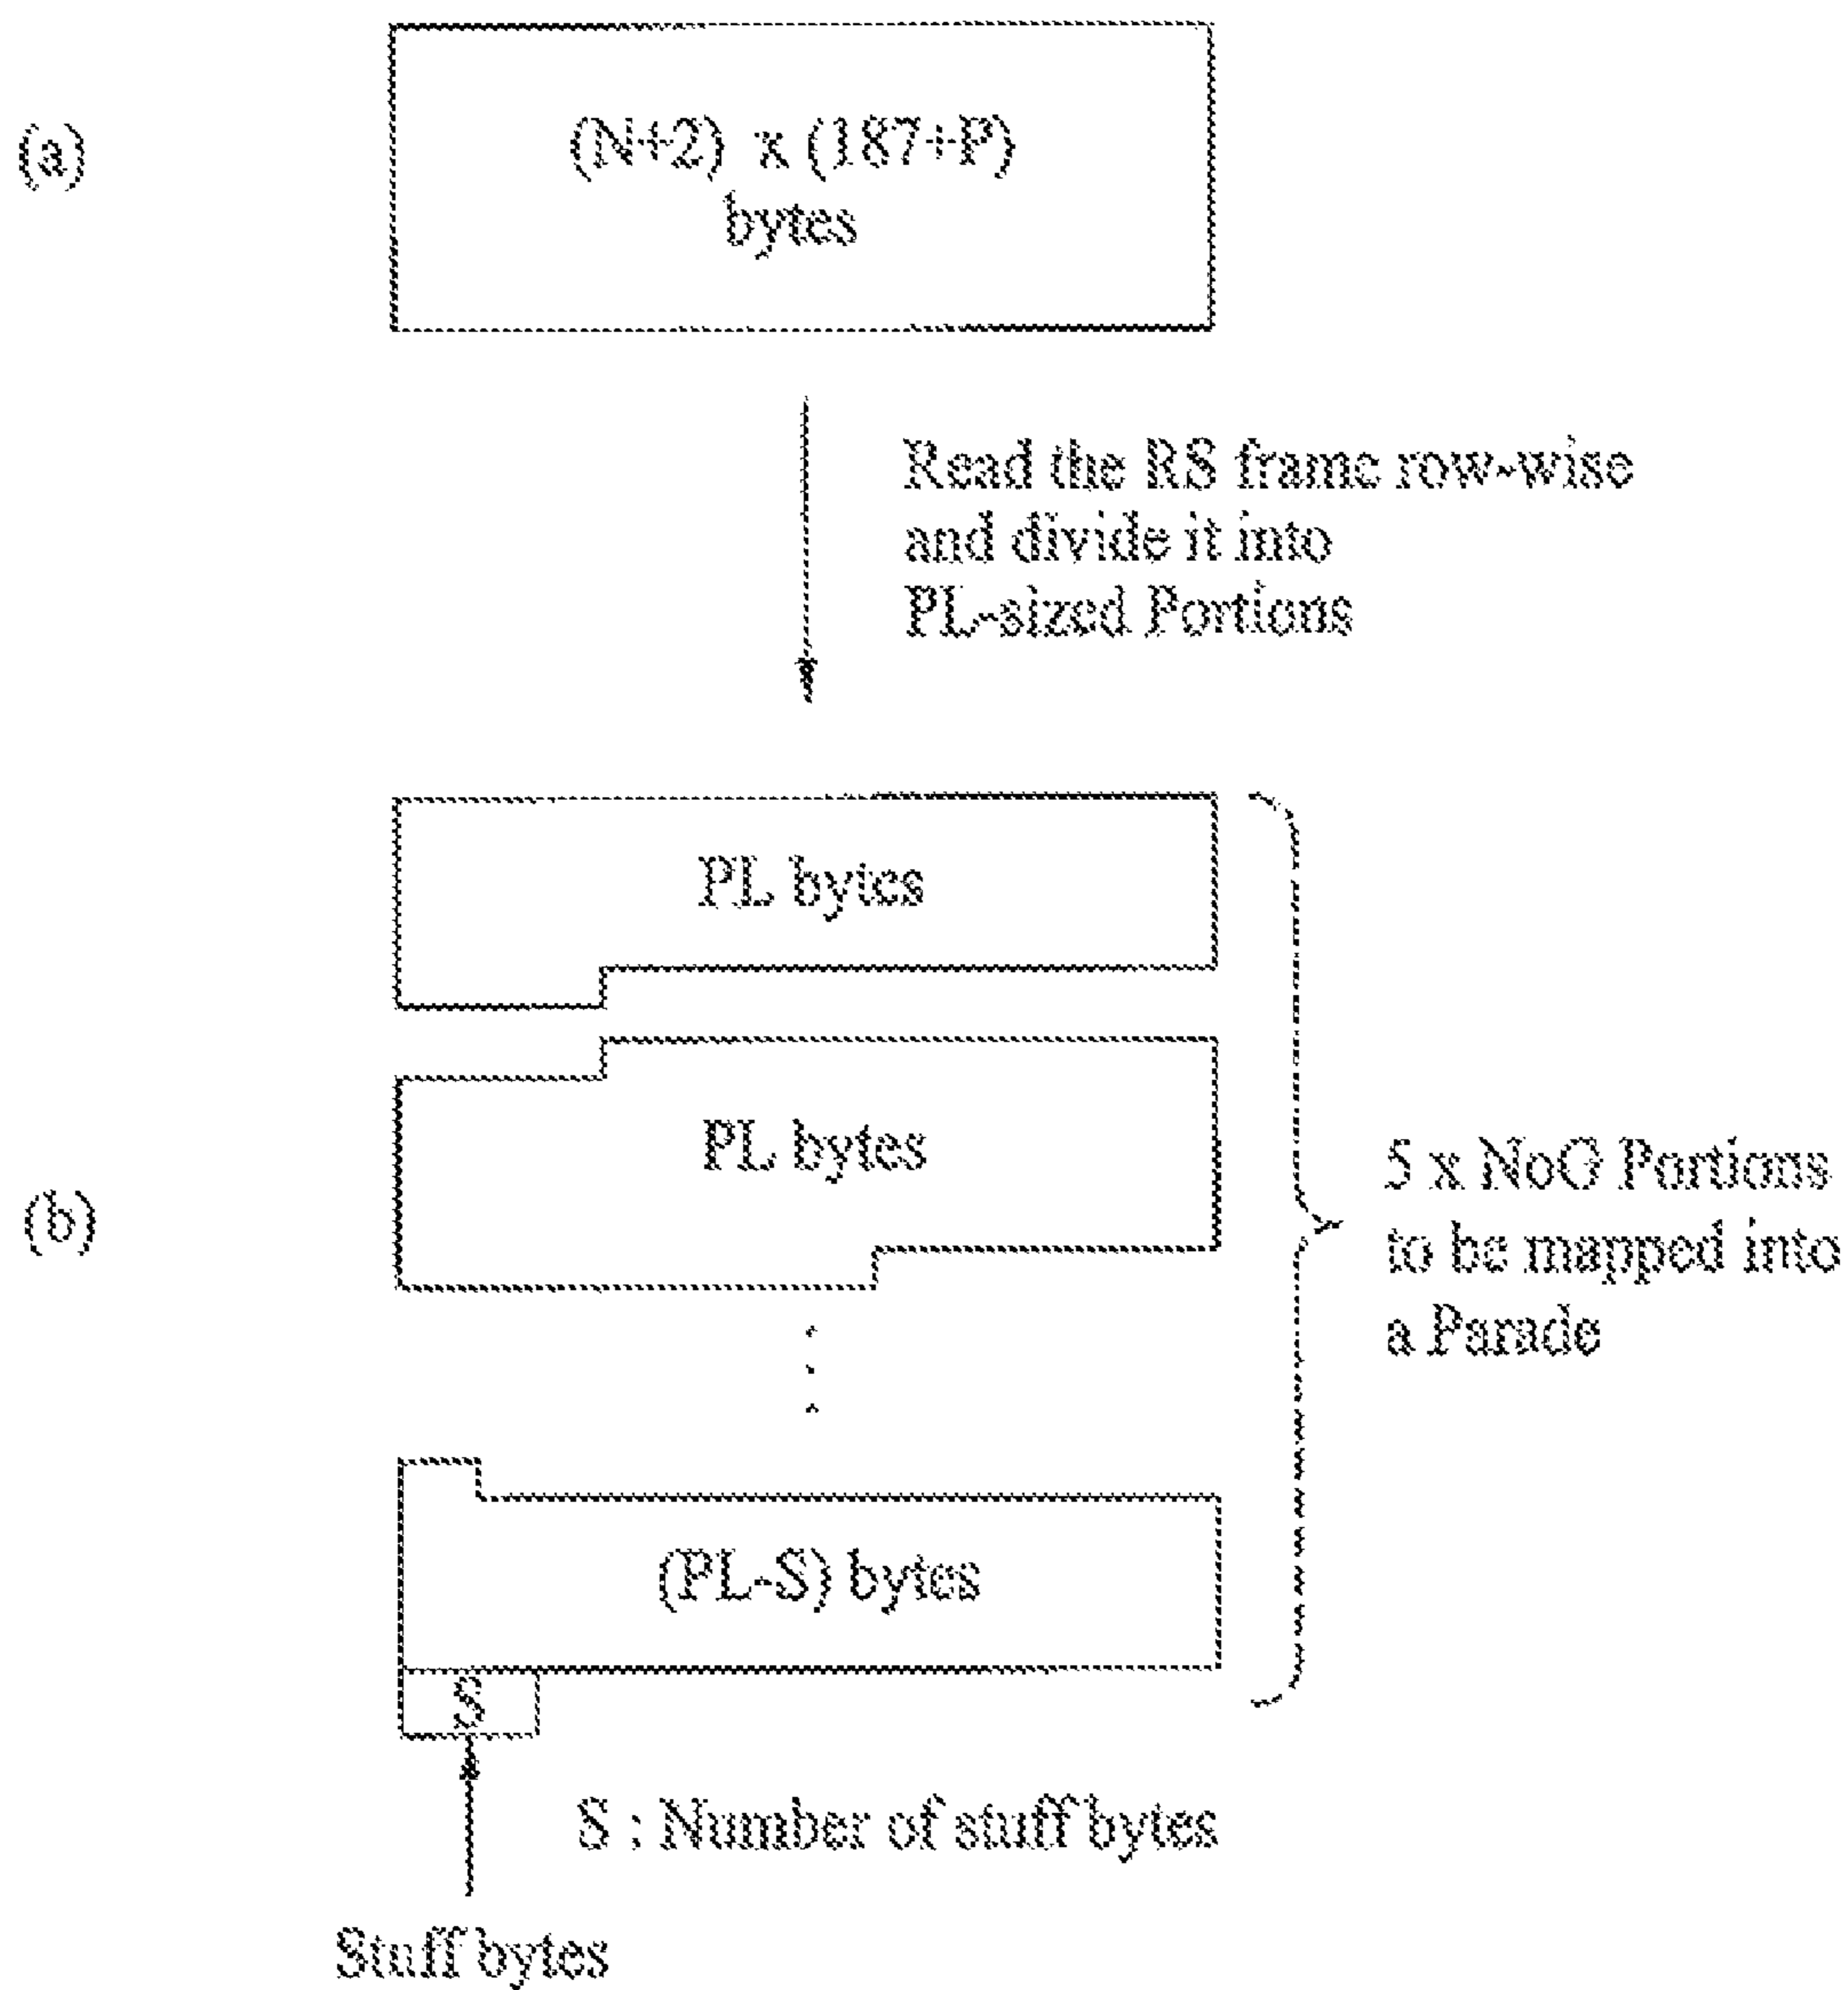 (a)
(N+2) x (187+P)
bytes
Read the RS frame row-wise
and divide it into
PL-sized Portions
PL bytes
PL bytes
(b)
5 x NoG Portions
to be mapped into
a Parade
(PL-S) bytes
S
S : Number of stuff bytes
Stuff bytes